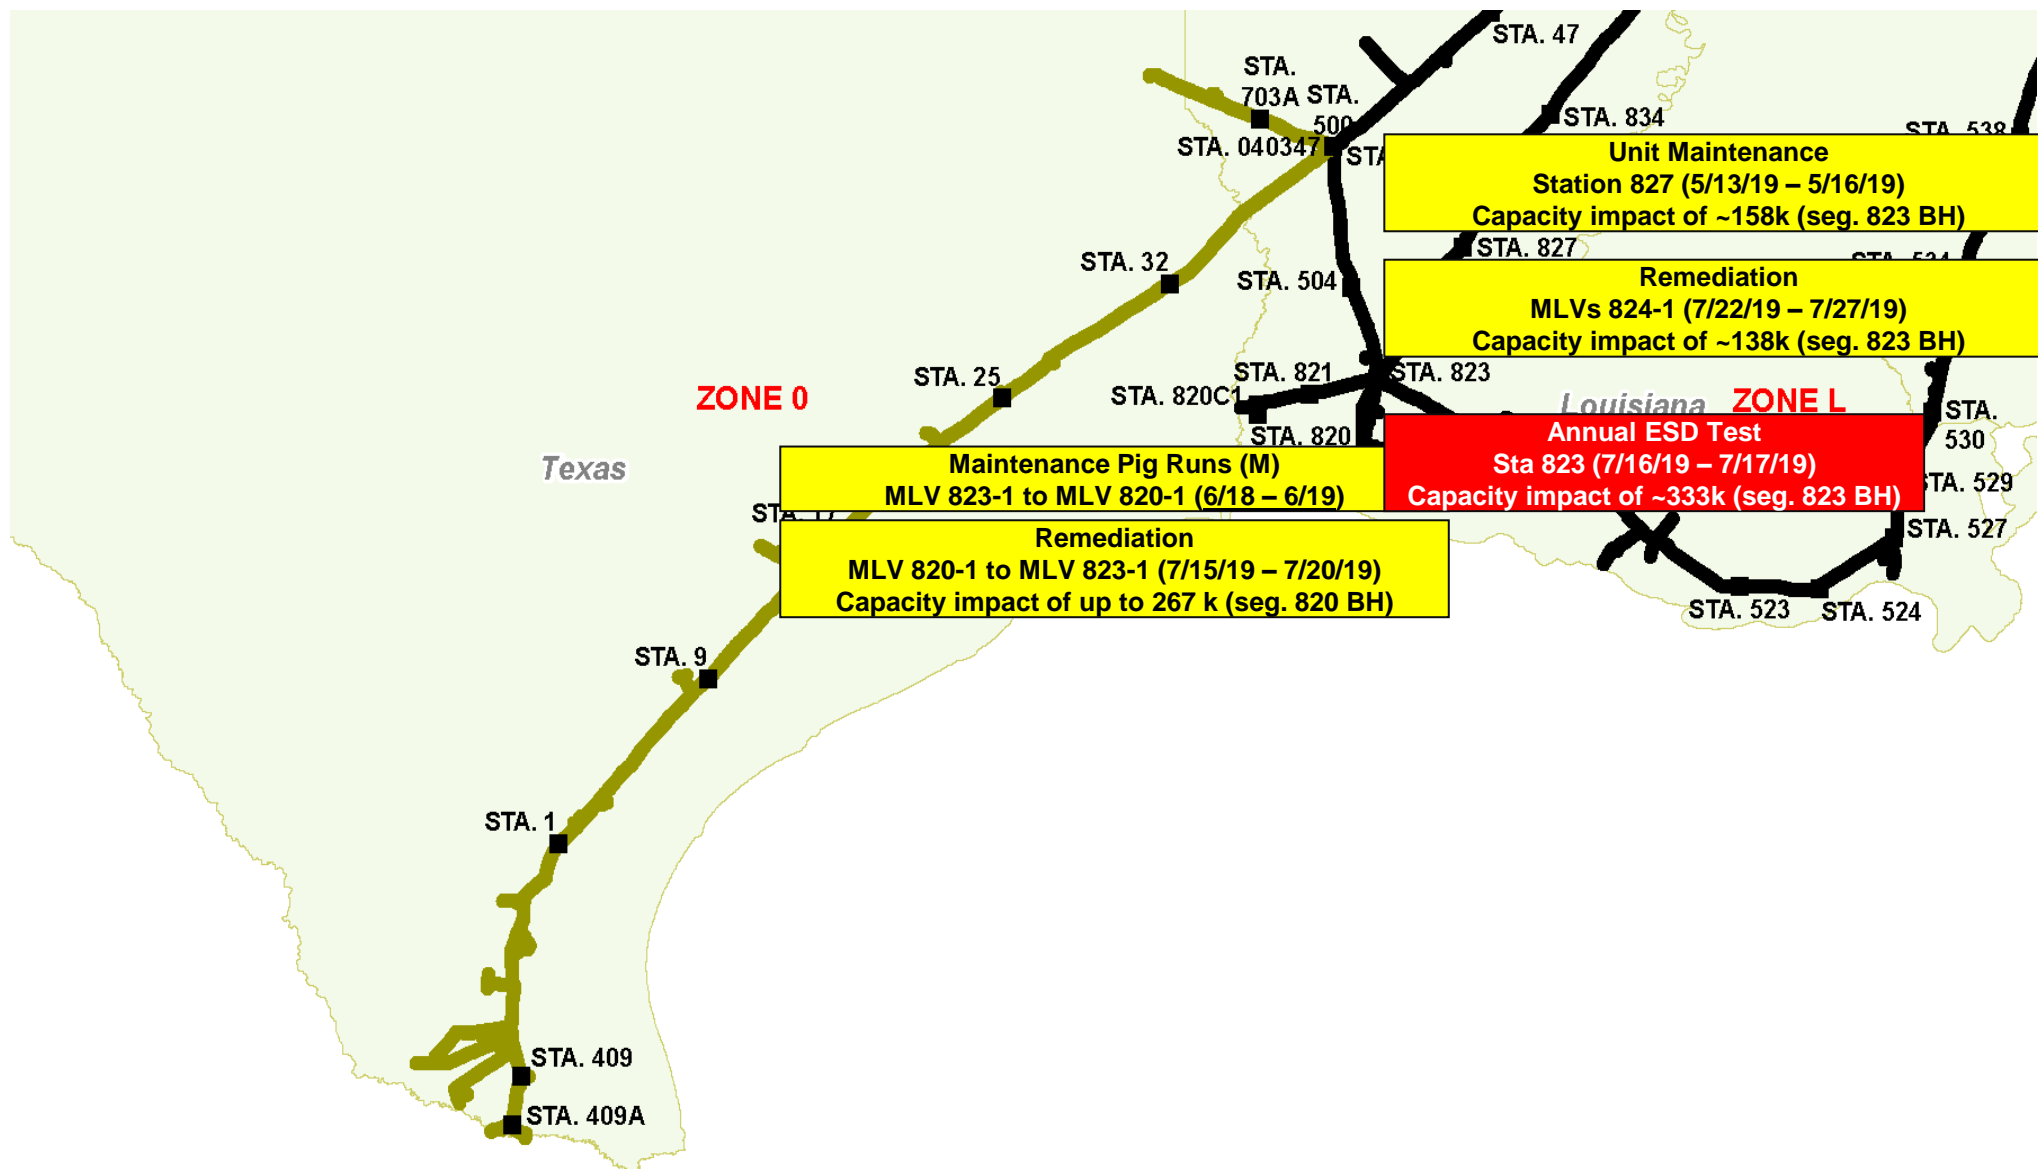 STA. 47
STA.
703A
STA.
500
STA. 834
STA. 538
STA. 040347
STA
Unit Maintenance
Station 827 (5/13/19 – 5/16/19)
Capacity impact of ~158k (seg. 823 BH)
STA. 827
STA. 534
STA. 32
STA. 504
Remediation
MLVs 824-1 (7/22/19 – 7/27/19)
Capacity impact of ~138k (seg. 823 BH)
STA. 821
STA. 823
STA. 25
STA. 820C1
ZONE 0
Louisiana
ZONE L
STA.
530
STA. 820
Annual ESD Test
Sta 823 (7/16/19 – 7/17/19)
Capacity impact of ~333k (seg. 823 BH)
Texas
Maintenance Pig Runs (M)
MLV 823-1 to MLV 820-1 (6/18 – 6/19)
STA. 529
STA. 17
STA. 527
Remediation
MLV 820-1 to MLV 823-1 (7/15/19 – 7/20/19)
Capacity impact of up to 267 k (seg. 820 BH)
STA. 523
STA. 524
STA. 9
STA. 1
STA. 409
STA. 409A